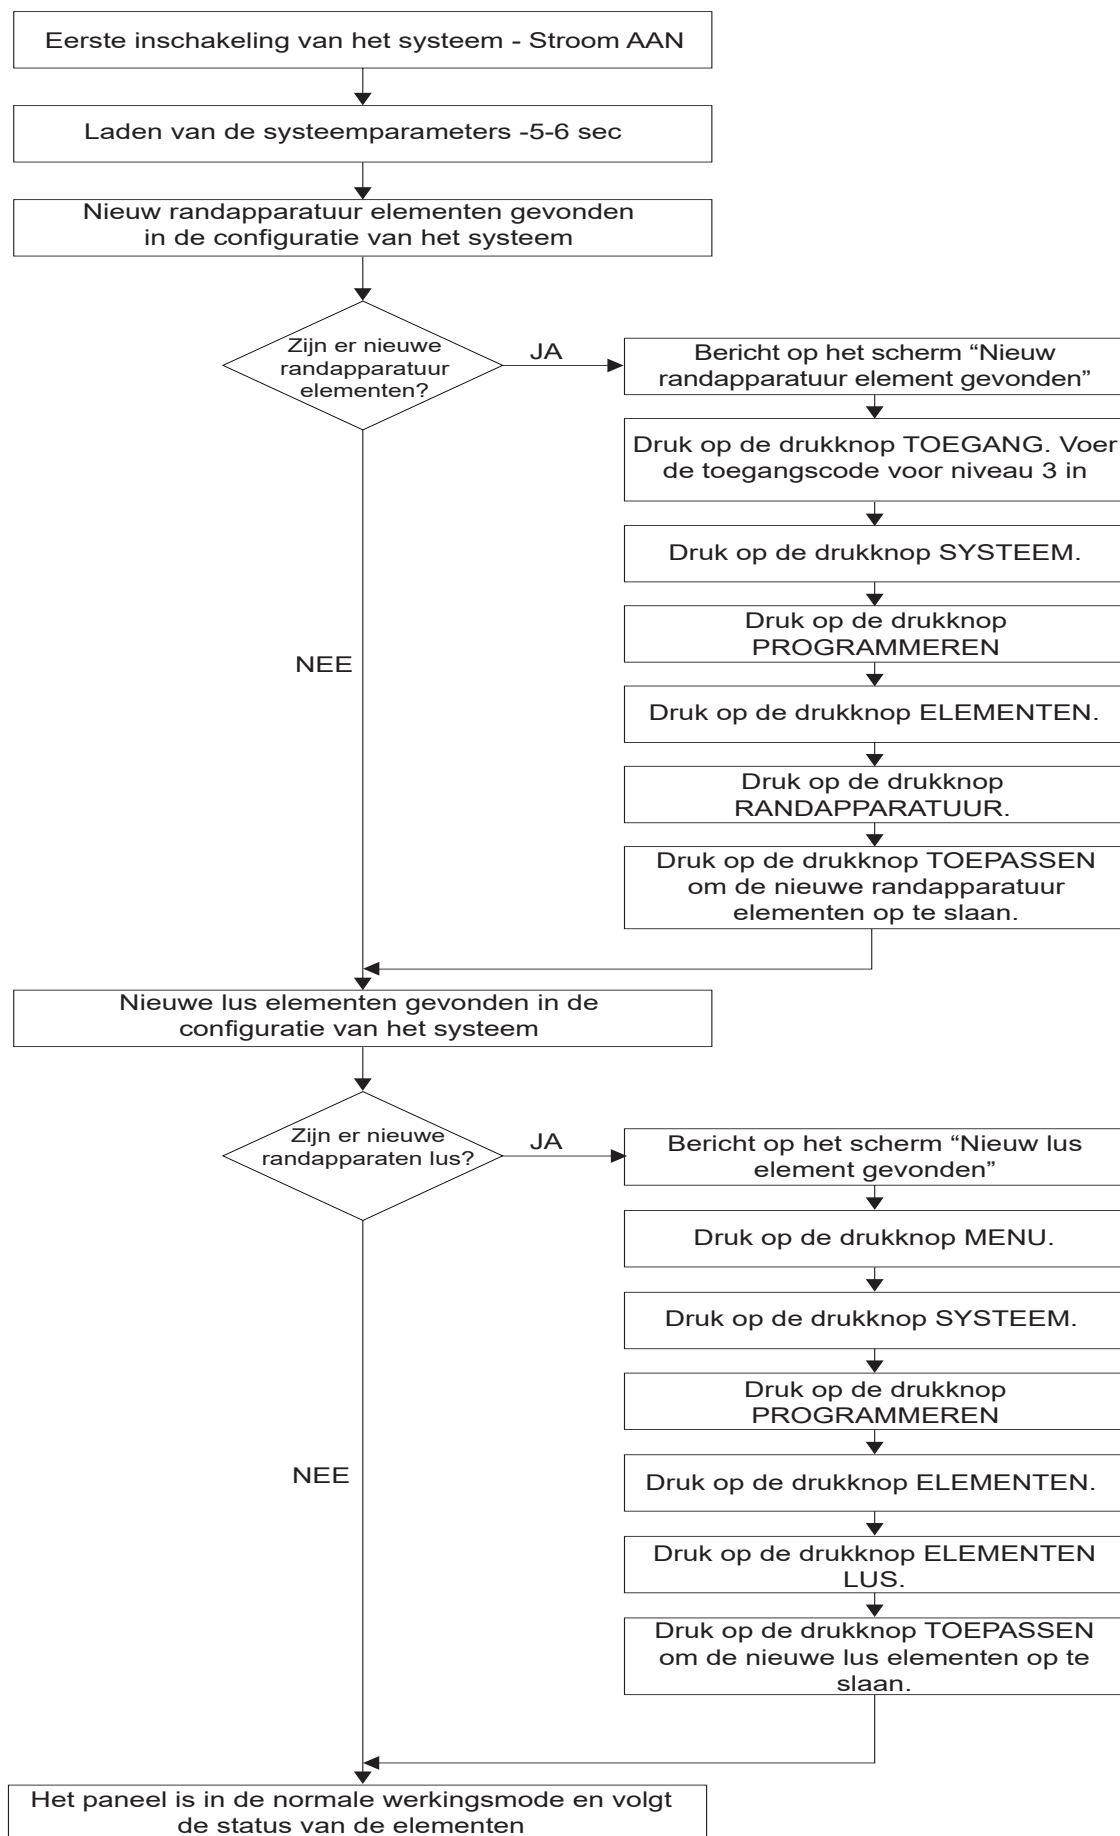 Eerste inschakeling van het systeem - Stroom AAN
Laden van de systeemparameters -5-6 sec
Nieuw randapparatuur elementen gevonden
in de configuratie van het systeem
Zijn er nieuwe
randapparatuur
elementen?
JA
Bericht op het scherm “Nieuw
randapparatuur element gevonden”
Druk op de drukknop TOEGANG. Voer
de toegangscode voor niveau 3 in
Druk op de drukknop SYSTEEM.
Druk op de drukknop
PROGRAMMEREN
NEE
Druk op de drukknop ELEMENTEN.
Druk op de drukknop
RANDAPPARATUUR.
Druk op de drukknop TOEPASSEN
om de nieuwe randapparatuur
elementen op te slaan.
Nieuwe lus elementen gevonden in de
configuratie van het systeem
Zijn er nieuwe
randapparaten lus?
JA
Bericht op het scherm “Nieuw lus
element gevonden”
Druk op de drukknop MENU.
Druk op de drukknop SYSTEEM.
Druk op de drukknop
PROGRAMMEREN
NEE
Druk op de drukknop ELEMENTEN.
Druk op de drukknop ELEMENTEN
LUS.
Druk op de drukknop TOEPASSEN
om de nieuwe lus elementen op te
slaan.
Het paneel is in de normale werkingsmode en volgt
de status van de elementen